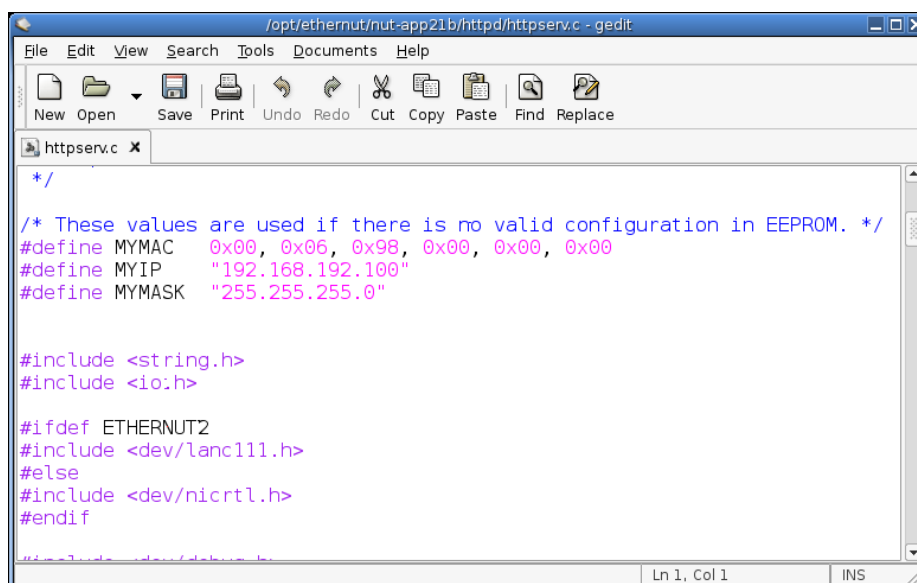 /opt/ethernut/nut-app21b/httpd/httpserv.c - gedit
File Edit View Search Tools Documents Help
New Open Save Print Undo Redo Cut Copy Paste Find Replace
httpserv.c
*/
/* These values are used if there is no valid configuration in EEPROM. */
#define MYMAC 0x00, 0x06, 0x98, 0x00, 0x00, 0x00
#define MYIP "192.168.192.100"
#define MYMASK "255.255.255.0"
#include <string.h>
#include <io.h>
#ifdef ETHERNUT2
#include <dev/lanc111.h>
#else
#include <dev/nicrtl.h>
#endif
#include <dev/debug.h>
Ln 1, Col 1 INS